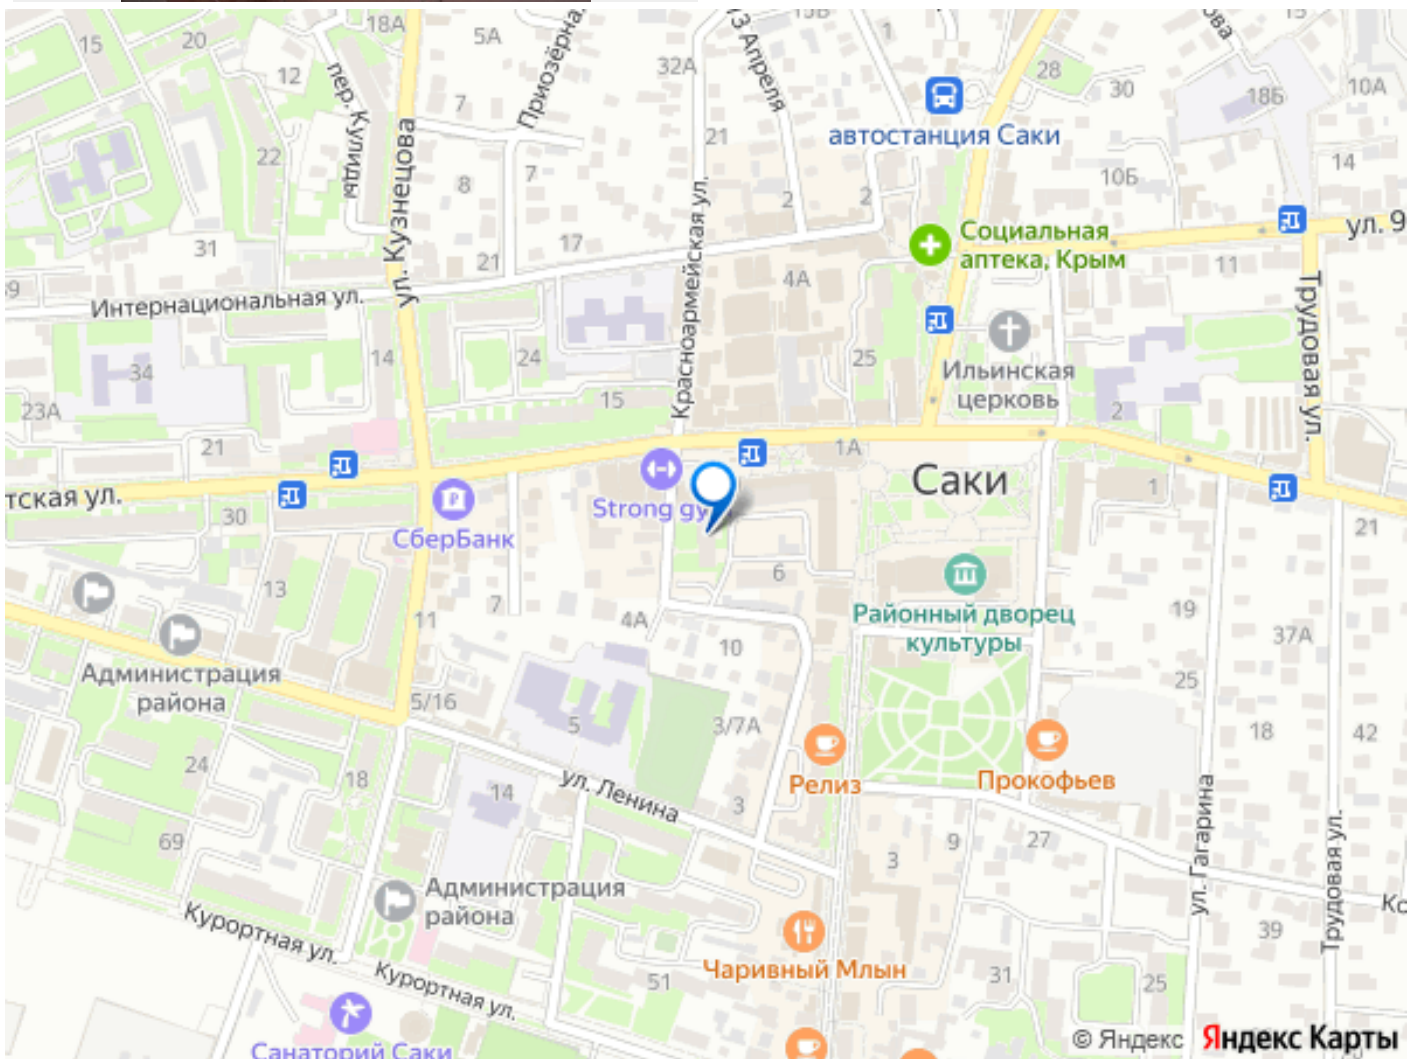 18А
5А
15Б
1
15
20
15
пер. Кулиды
Приозёрная
32А
3 Апреля
28
30
18Б
10А
12
7
автостанция Саки
21
22
ул. Кузнецова
8
7
2
2
10Б
14
31
17
21
Красноармейская ул.
Социальная
аптека, Крым
ул. 9
11
4А
Интернациональная ул.
Трудовая ул.
34
14
24
25
Ильинская
церковь
23А
15
2
21
1А
Саки
1
тская ул.
30
СберБанк
Strong gy
21
13
7
11
4А
6
Районный дворец
культуры
19
37А
10
Администрация
района
5/16
5
3/7А
25
18
42
24
18
14
ул. Ленина
3
Релиз
Прокофьев
69
3
9
27
ул. Гагарина
Трудовая ул.
Администрация
района
Курортная ул.
Курортная ул.
Чаривный Млын
51
31
25
39
Санаторий Саки
© Яндекс
Яндекс Карты